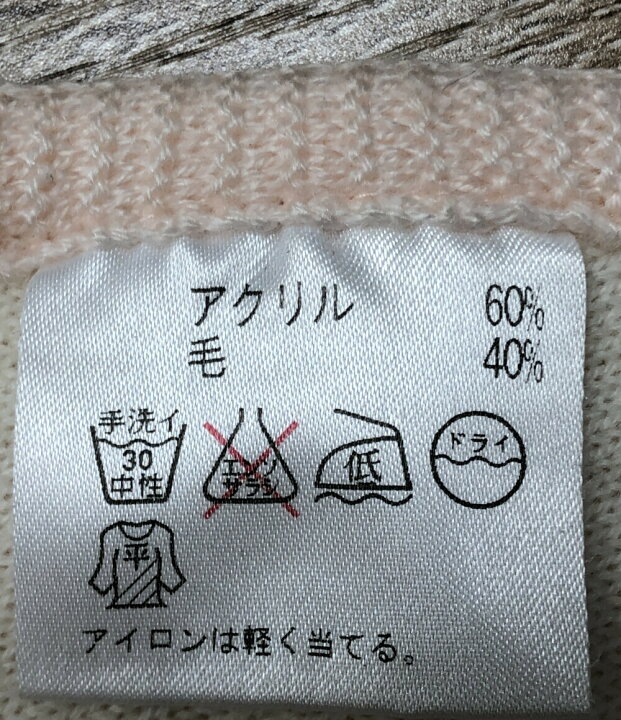 アクリル 60%
毛 40%
手洗イ
30
中性
エンソ
サラシ
低
ドライ
平
アイロンは軽く当てる。